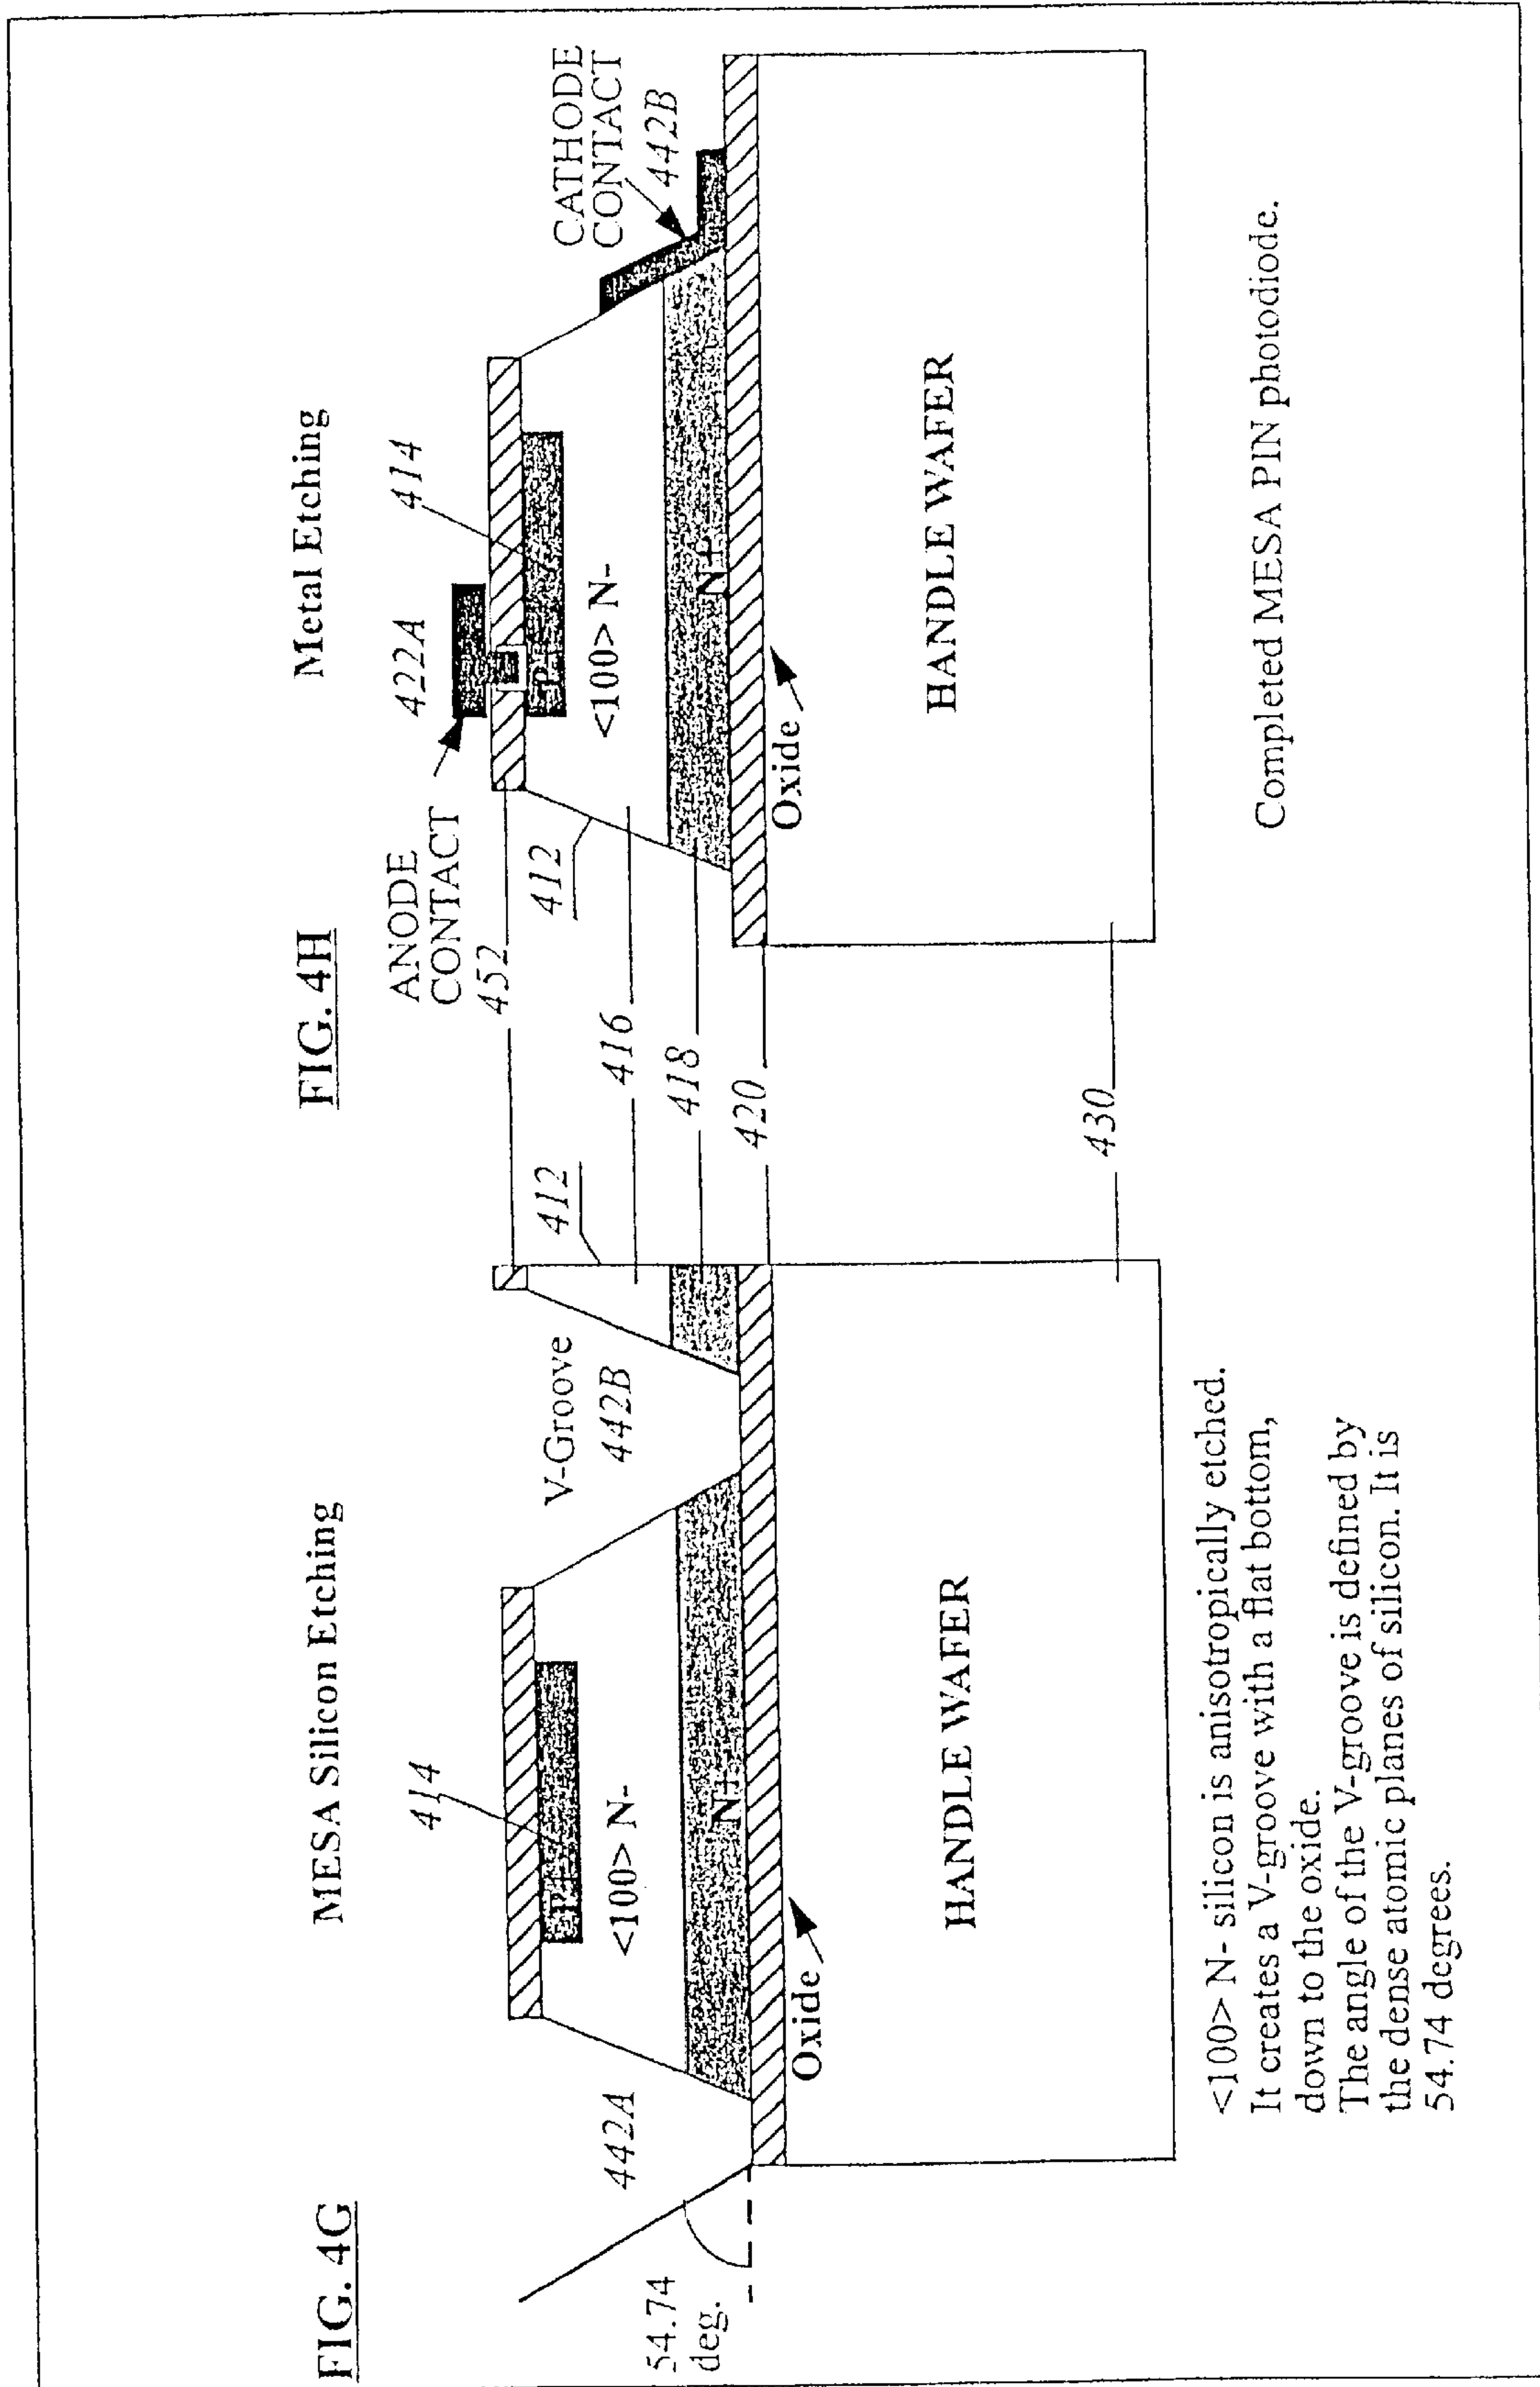 FIG. 4G
MESA Silicon Etching
414
442A
54.74
deg.
P+
<100> N-
N+
V-Groove
442B
Oxide
HANDLE WAFER
<100> N- silicon is anisotropically etched.
It creates a V-groove with a flat bottom,
down to the oxide.
The angle of the V-groove is defined by
the dense atomic planes of silicon. It is
54.74 degrees.
412
452
416
418
420
430
FIG. 4H
Metal Etching
ANODE
CONTACT
422A
414
412
P+
<100> N-
N+
CATHODE
CONTACT
442B
Oxide
HANDLE WAFER
Completed MESA PIN photodiode.